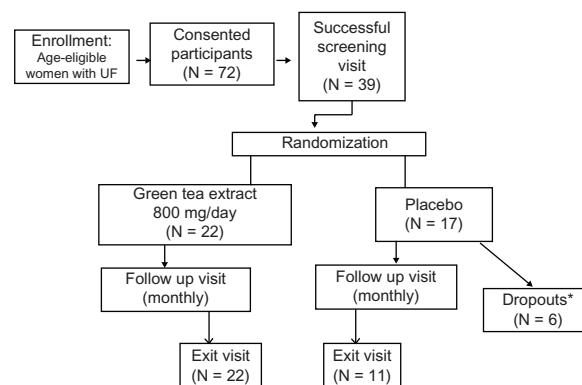 Enrollment:
Age-eligible
women with UF
Consented
participants
(N = 72)
Successful
screening
visit
(N = 39)
Randomization
Green tea extract
800 mg/day
(N = 22)
Placebo
(N = 17)
Follow up visit
(monthly)
Follow up visit
(monthly)
Dropouts*
(N = 6)
Exit visit
(N = 22)
Exit visit
(N = 11)